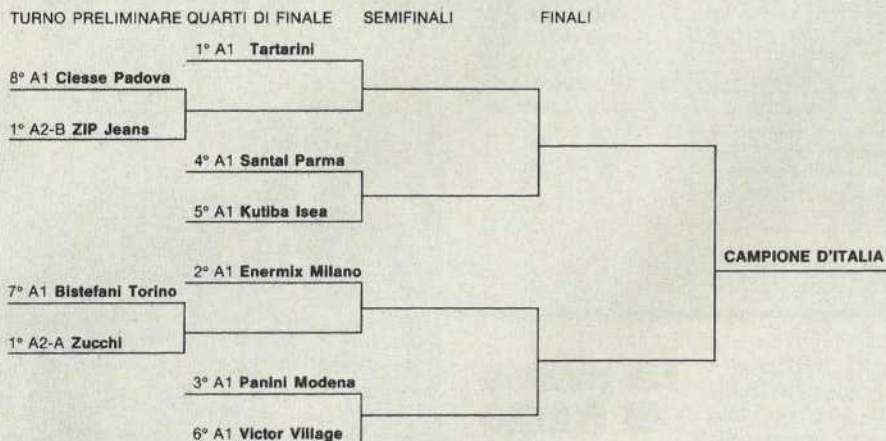 TURNO PRELIMINARE QUARTI DI FINALE SEMIFINALI FINALI
1° A1 Tartarini
8° A1 Ciesse Padova
1° A2-B ZIP Jeans
4° A1 Santal Parma
5° A1 Kutiba Isea
CAMPIONE D'ITALIA
2° A1 Enermix Milano
7° A1 Bistefani Torino
1° A2-A Zucchi
3° A1 Panini Modena
6° A1 Victor Village